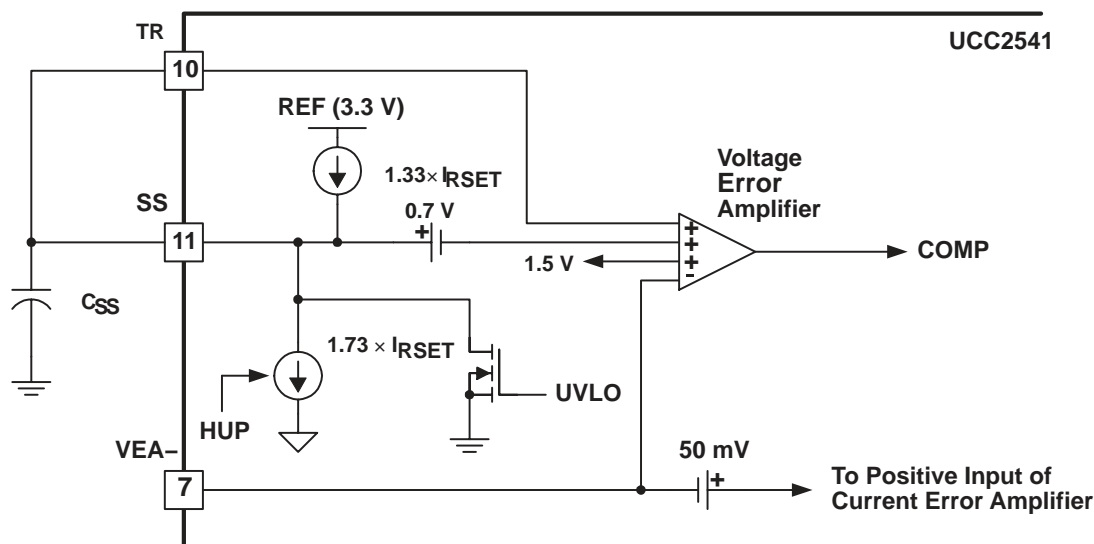 TR
UCC2541
10
REF (3.3 V)
1.33× IRSET
Voltage
Error
Amplifier
SS
0.7 V
+
11
+
+
+
-
1.5 V
COMP
CSS
1.73 × IRSET
HUP
UVLO
VEA−
7
50 mV
+
To Positive Input of
Current Error Amplifier